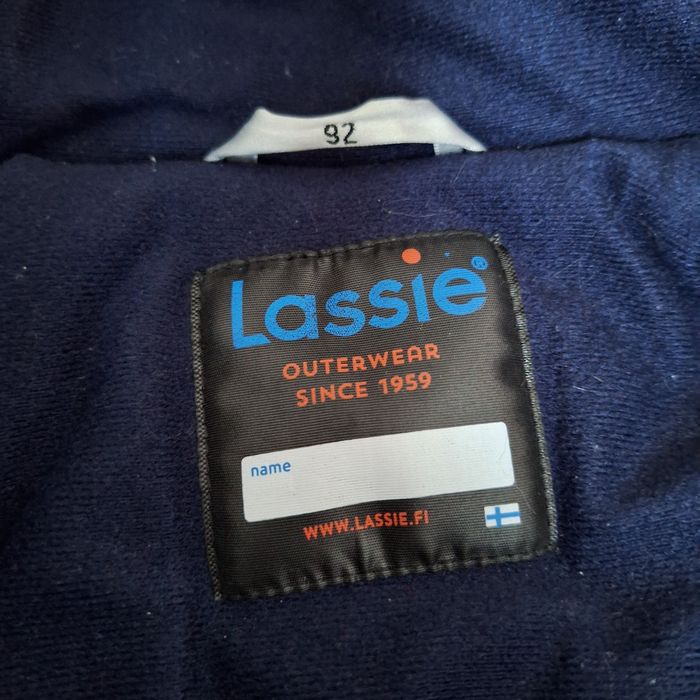 92
Lassie®
OUTERWEAR
SINCE 1959
name
WWW.LASSIE.FI